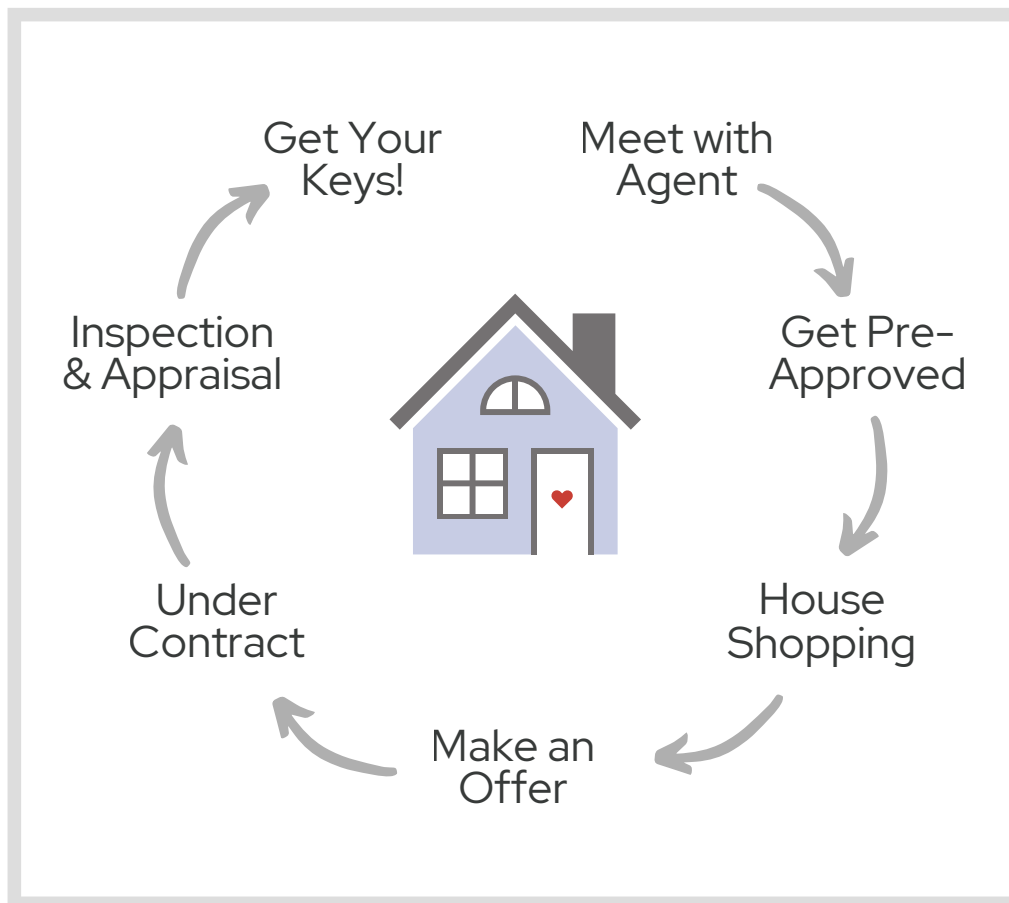 Meet with
Agent
Get Pre-
Approved
House
Shopping
Make an
Offer
Under
Contract
Inspection
& Appraisal
Get Your
Keys!